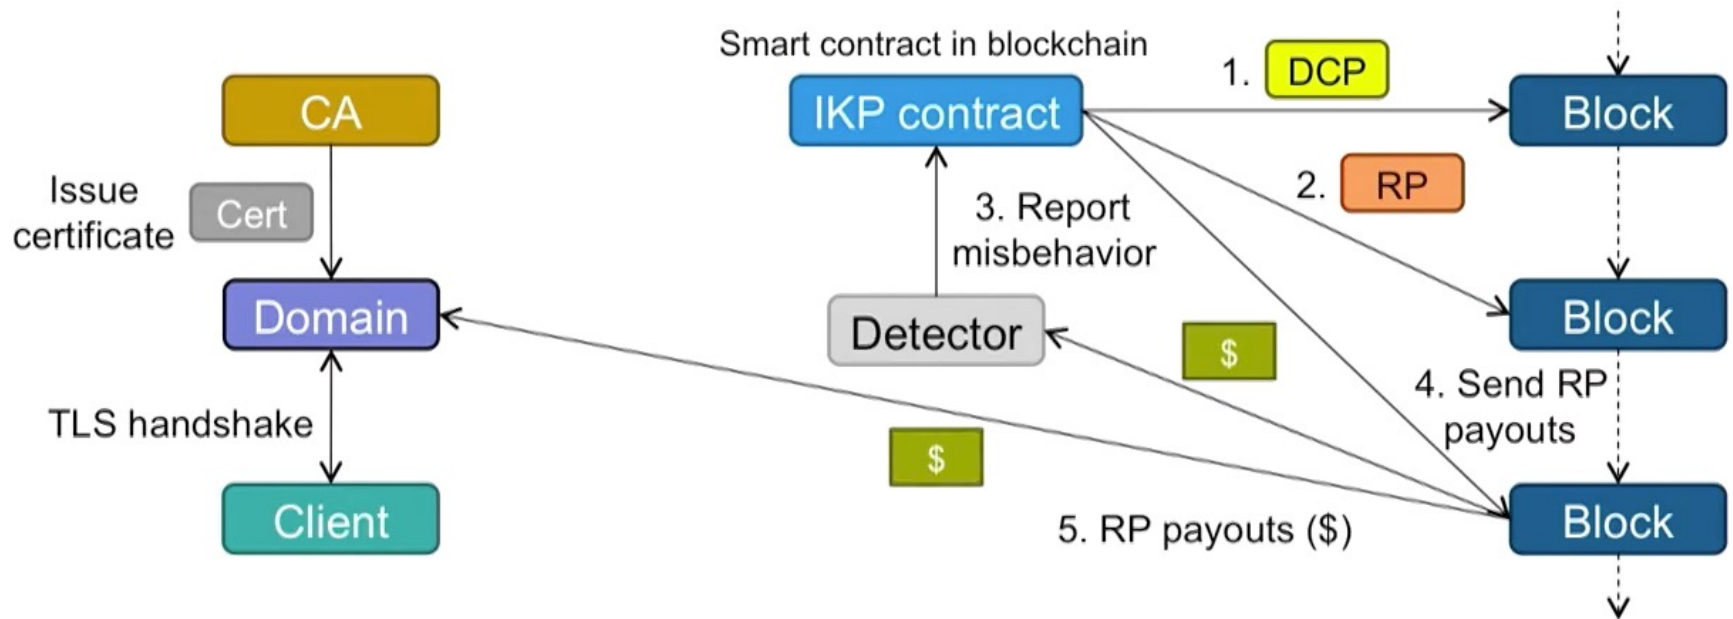 Smart contract in blockchain
CA
IKP contract
1.
DCP
Block
Issue
certificate
Cert
3. Report
misbehavior
2.
RP
Domain
Detector
$
Block
TLS handshake
4. Send RP
payouts
$
Client
5. RP payouts ($)
Block